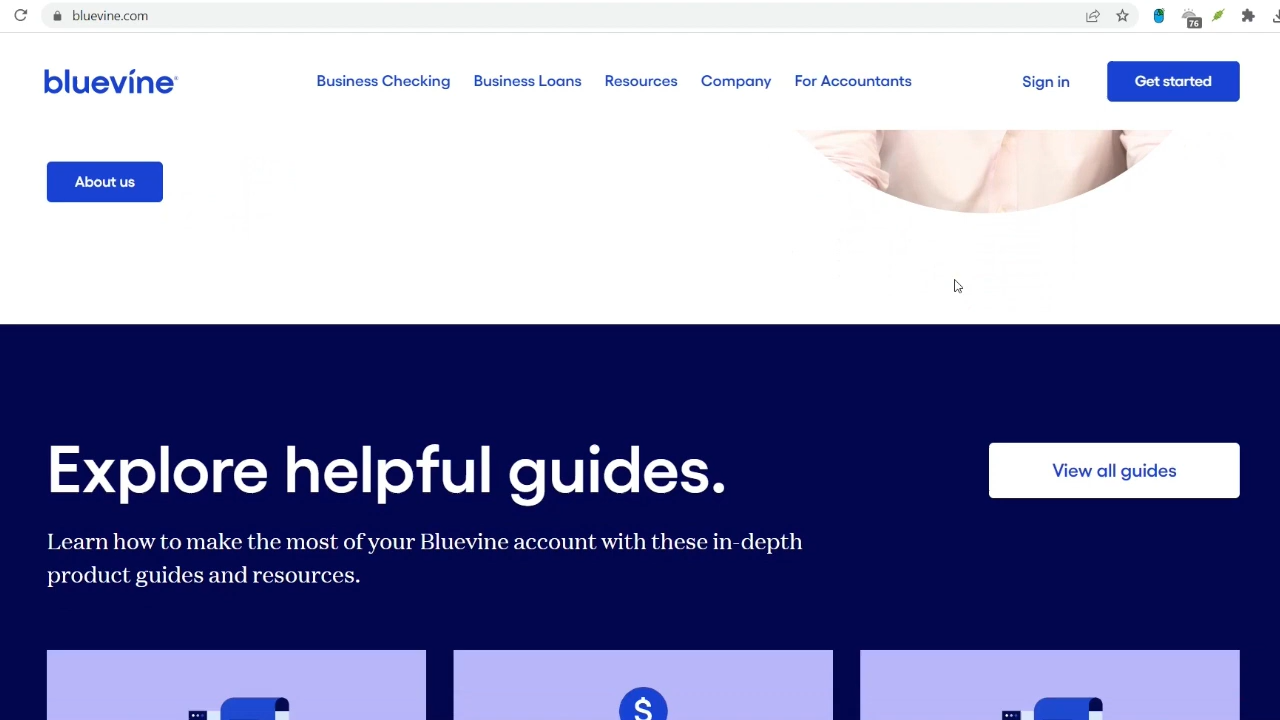 bluevine.com
76
bluevíne
Business Checking
Business Loans
Resources
Company
For Accountants
Sign in
Get started
About us
Explore helpful guides.
View all guides
Learn how to make the most of your Bluevine account with these in-depth
product guides and resources.
$